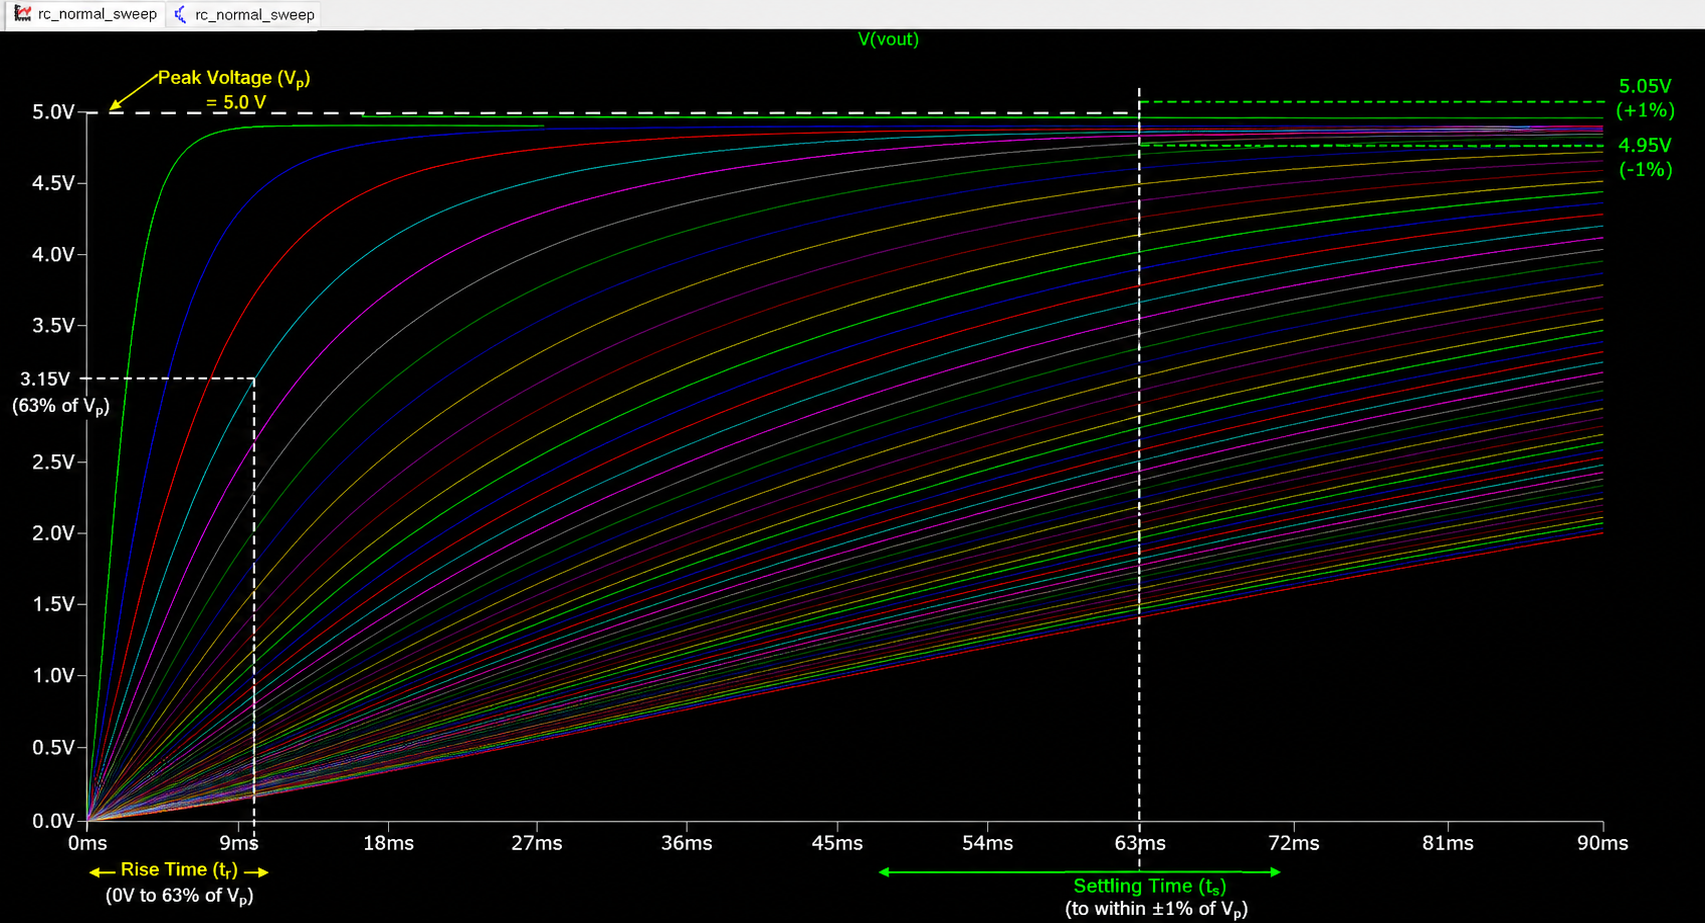 rc_normal_sweep
rc_normal_sweep
V(vout)
Peak Voltage (Vp)
= 5.0 V
5.05V
(+1%)
5.0V
4.95V
(-1%)
4.5V
4.0V
3.5V
3.15V
(63% of Vp)
2.5V
2.0V
1.5V
1.0V
0.5V
0.0V
0ms 9ms 18ms 27ms 36ms 45ms 54ms 63ms 72ms 81ms 90ms
Rise Time (tr)
(0V to 63% of Vp)
Settling Time (ts)
(to within ±1% of Vp)